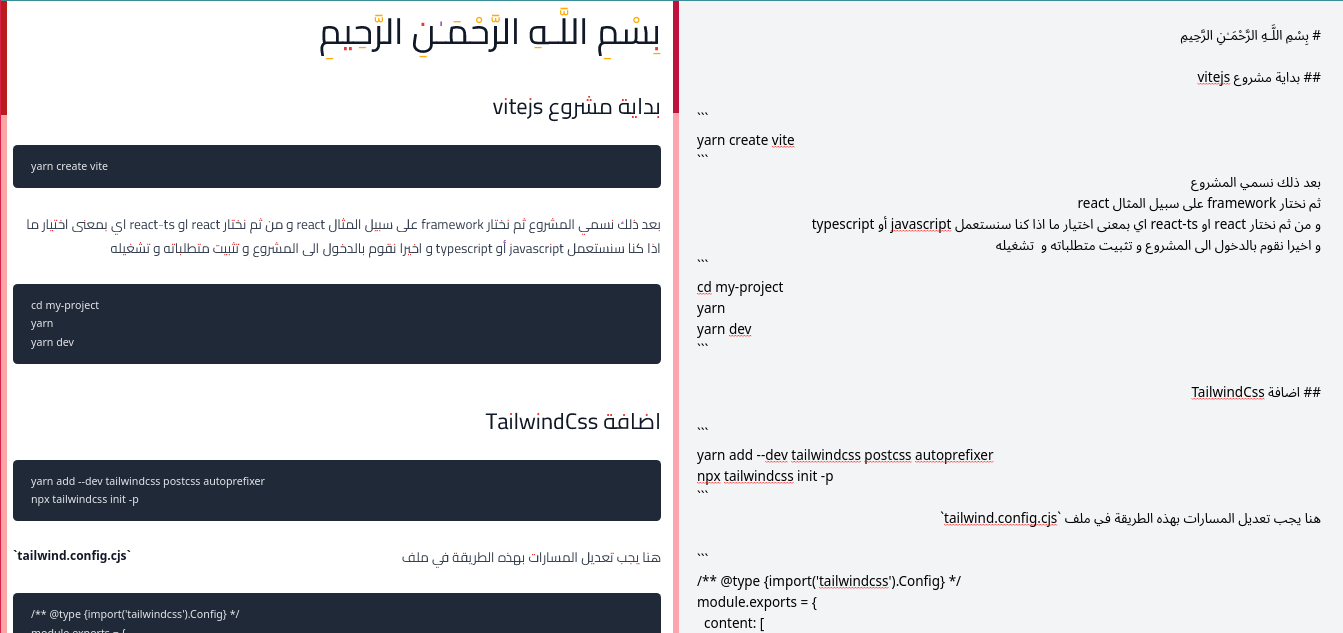 بِسْمِ اللَّـهِ الرَّحْمَـٰنِ الرَّحِيمِ
بداية مشروع vitejs
yarn create vite
بعد ذلك نسمي المشروع ثم نختار framework على سبيل المثال react و من ثم نختار react او react-ts اي بمعنى اختيار ما
اذا كنا سنستعمل javascript أو typescript و اخيرا نقوم بالدخول الى المشروع و تثبيت متطلباته و تشغيله
cd my-project
yarn
yarn dev
اضافة TailwindCss
yarn add --dev tailwindcss postcss autoprefixer
npx tailwindcss init -p
هنا يجب تعديل المسارات بهذه الطريقة في ملف `tailwind.config.cjs`
/** @type {import('tailwindcss').Config} */
module.exports = {
# بِسْمِ اللَّـهِ الرَّحْمَـٰنِ الرَّحِيمِ
## بداية مشروع vitejs
```
yarn create vite
```
بعد ذلك نسمي المشروع
ثم نختار framework على سبيل المثال react
و من ثم نختار react او react-ts اي بمعنى اختيار ما اذا كنا سنستعمل javascript أو typescript
و اخيرا نقوم بالدخول الى المشروع و تثبيت متطلباته و  تشغيله
```
cd my-project
yarn
yarn dev
```
## اضافة TailwindCss
```
yarn add --dev tailwindcss postcss autoprefixer
npx tailwindcss init -p
```
هنا يجب تعديل المسارات بهذه الطريقة في ملف `tailwind.config.cjs`
```
/** @type {import('tailwindcss').Config} */
module.exports = {
content: [